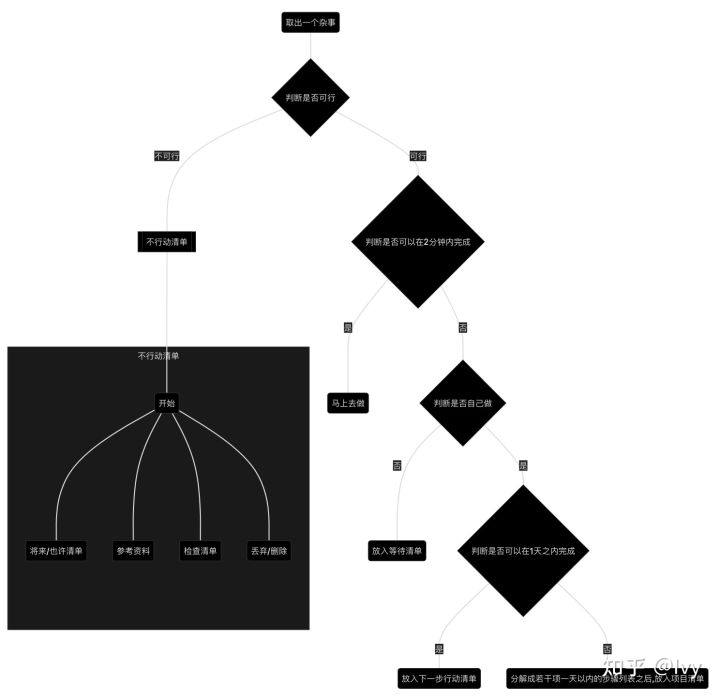 取出一个杂事
判断是否可行
不可行
可行
不行动清单
判断是否可以在2分钟内完成
是
否
不行动清单
开始
马上去做
判断是否自己做
否
是
将来/也许清单
参考资料
检查清单
丢弃/删除
放入等待清单
判断是否可以在1天之内完成
是
否
放入下一步行动清单
分解成若干项一天以内的步骤列表之后,放入项目清单
知乎 @Ivy